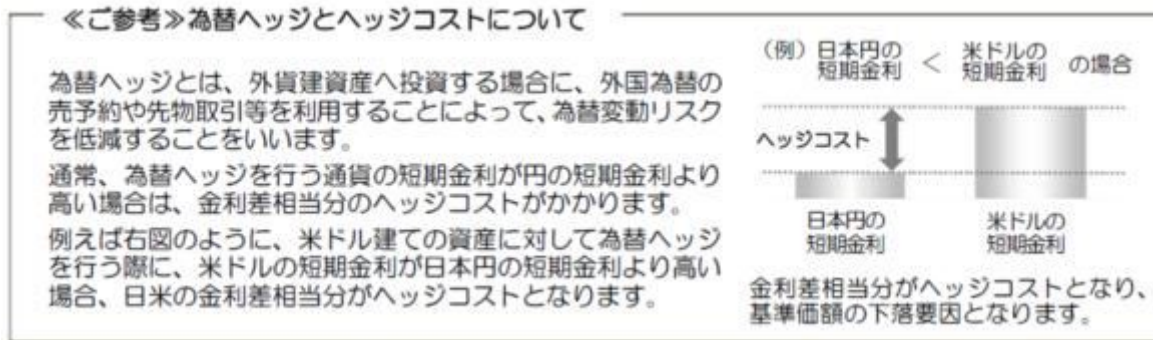 ≪ご参考≫為替ヘッジとヘッジコストについて
為替ヘッジとは、外貨建資産へ投資する場合に、外国為替の
売予約や先物取引等を利用することによって、為替変動リスク
を低減することをいいます。
通常、為替ヘッジを行う通貨の短期金利が円の短期金利より
高い場合は、金利差相当分のヘッジコストがかかります。
例えば右図のように、米ドル建ての資産に対して為替ヘッジ
を行う際に、米ドルの短期金利が日本円の短期金利より高い
場合、日米の金利差相当分がヘッジコストとなります。
(例) 日本円の短期金利 < 米ドルの短期金利 の場合
ヘッジコスト
日本円の
短期金利
米ドルの
短期金利
金利差相当分がヘッジコストとなり、
基準価額の下落要因となります。